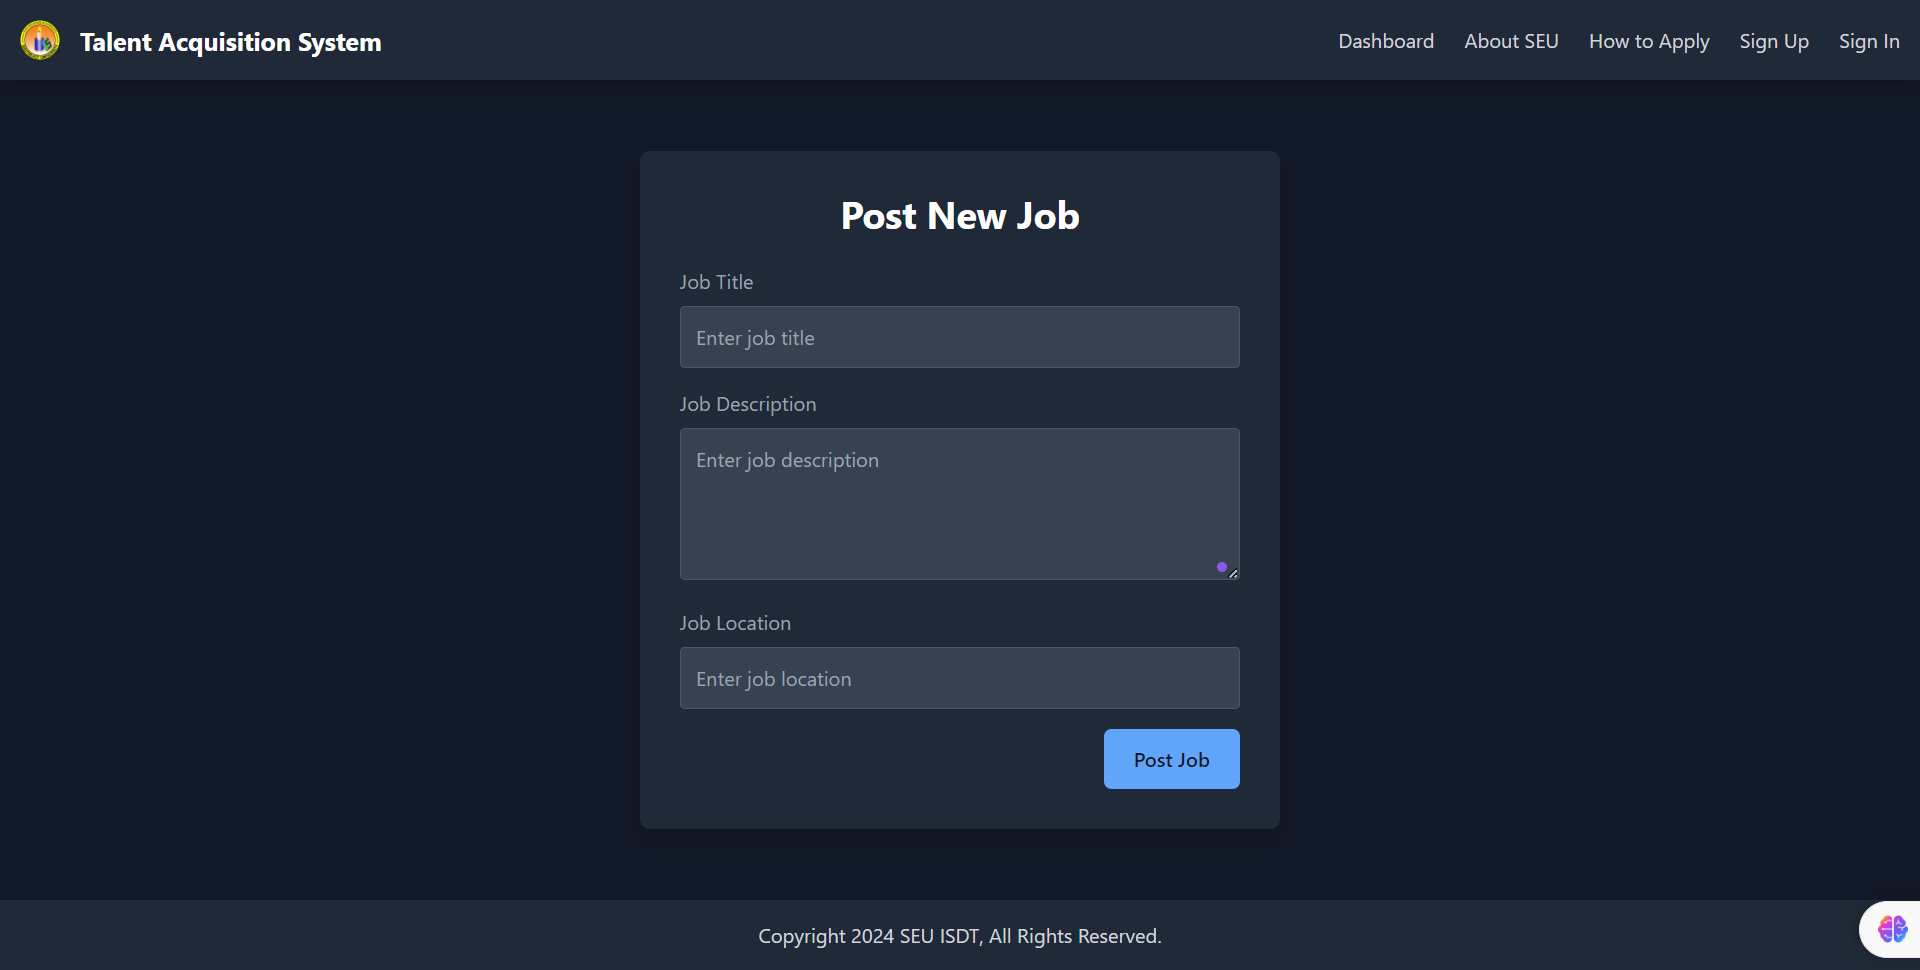 Talent Acquisition System
Dashboard About SEU How to Apply Sign Up Sign In
Post New Job
Job Title
Enter job title
Job Description
Enter job description
Job Location
Enter job location
Post Job
Copyright 2024 SEU ISDT, All Rights Reserved.